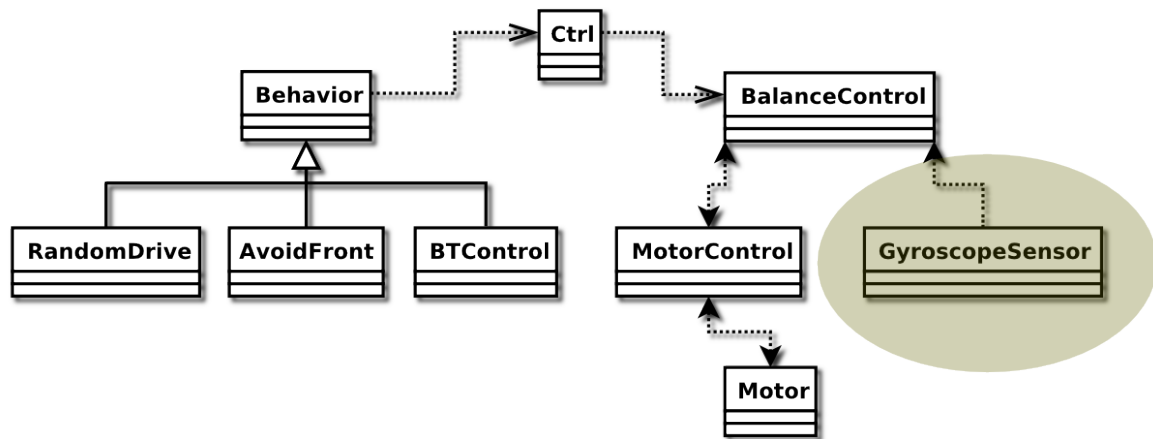 Ctrl
Behavior
BalanceControl
RandomDrive
AvoidFront
BTControl
MotorControl
GyroscopeSensor
Motor